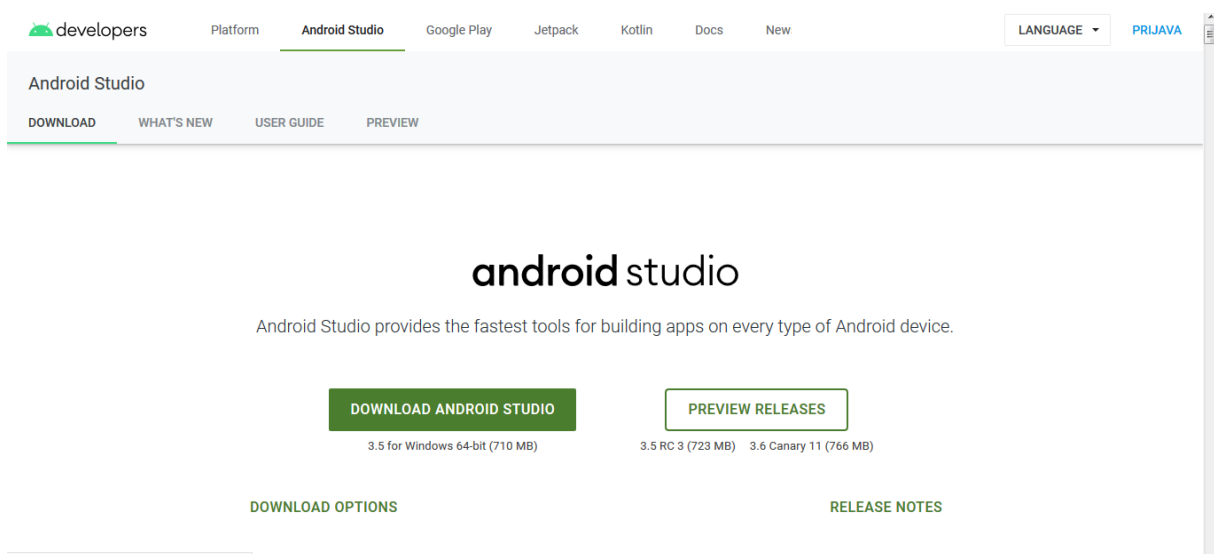 developers Platform Android Studio Google Play Jetpack Kotlin Docs New LANGUAGE PRIJAVA
Android Studio
DOWNLOAD WHAT'S NEW USER GUIDE PREVIEW
android studio
Android Studio provides the fastest tools for building apps on every type of Android device.
DOWNLOAD ANDROID STUDIO PREVIEW RELEASES
3.5 for Windows 64-bit (710 MB) 3.5 RC 3 (723 MB) 3.6 Canary 11 (766 MB)
DOWNLOAD OPTIONS RELEASE NOTES